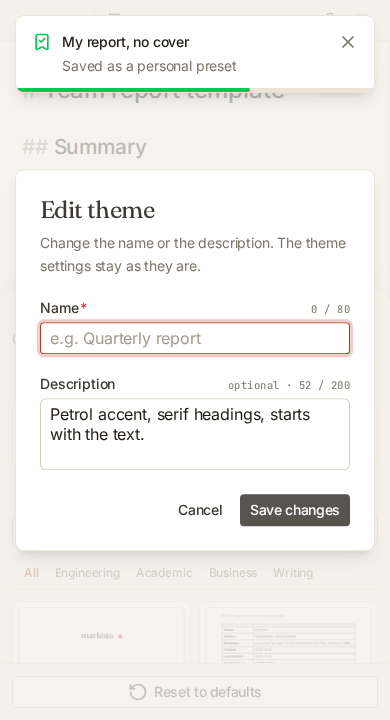 My report, no cover
Saved as a personal preset
# Team report template
## Summary
Edit theme
Change the name or the description. The theme
settings stay as they are.
Name*
0 / 80
e.g. Quarterly report
Description
optional · 52 / 200
Petrol accent, serif headings, starts
with the text.
Cancel
Save changes
All Engineering Academic Business Writing
markoto
Reset to defaults